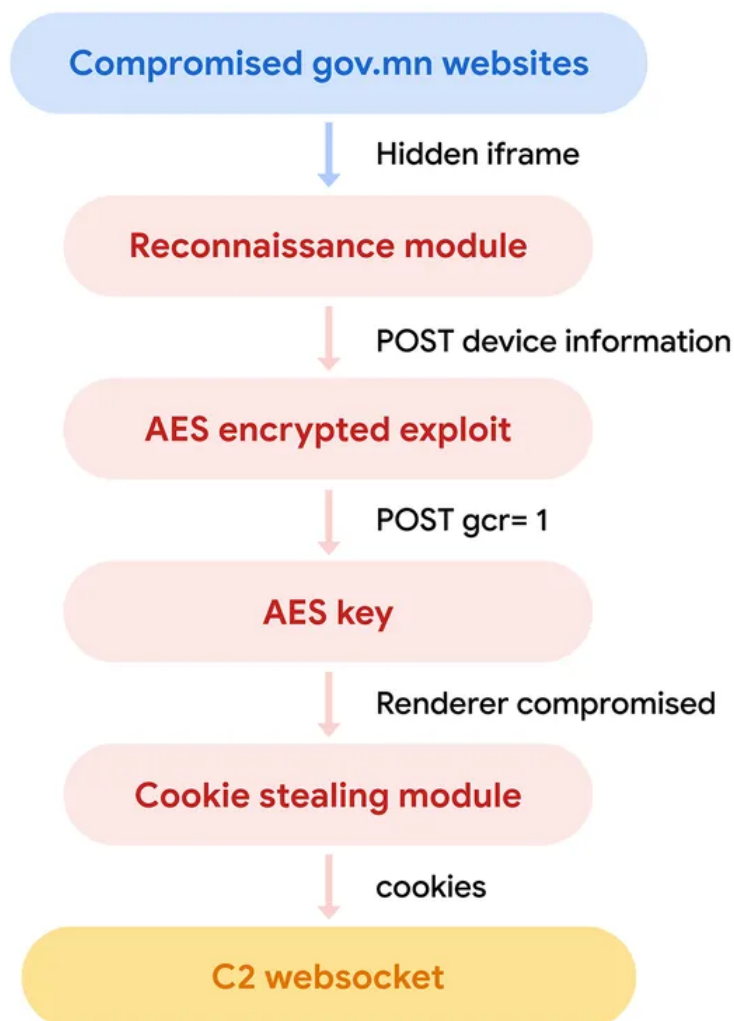 Compromised gov.mn websites
Hidden iframe
Reconnaissance module
POST device information
AES encrypted exploit
POST gcr= 1
AES key
Renderer compromised
Cookie stealing module
cookies
C2 websocket